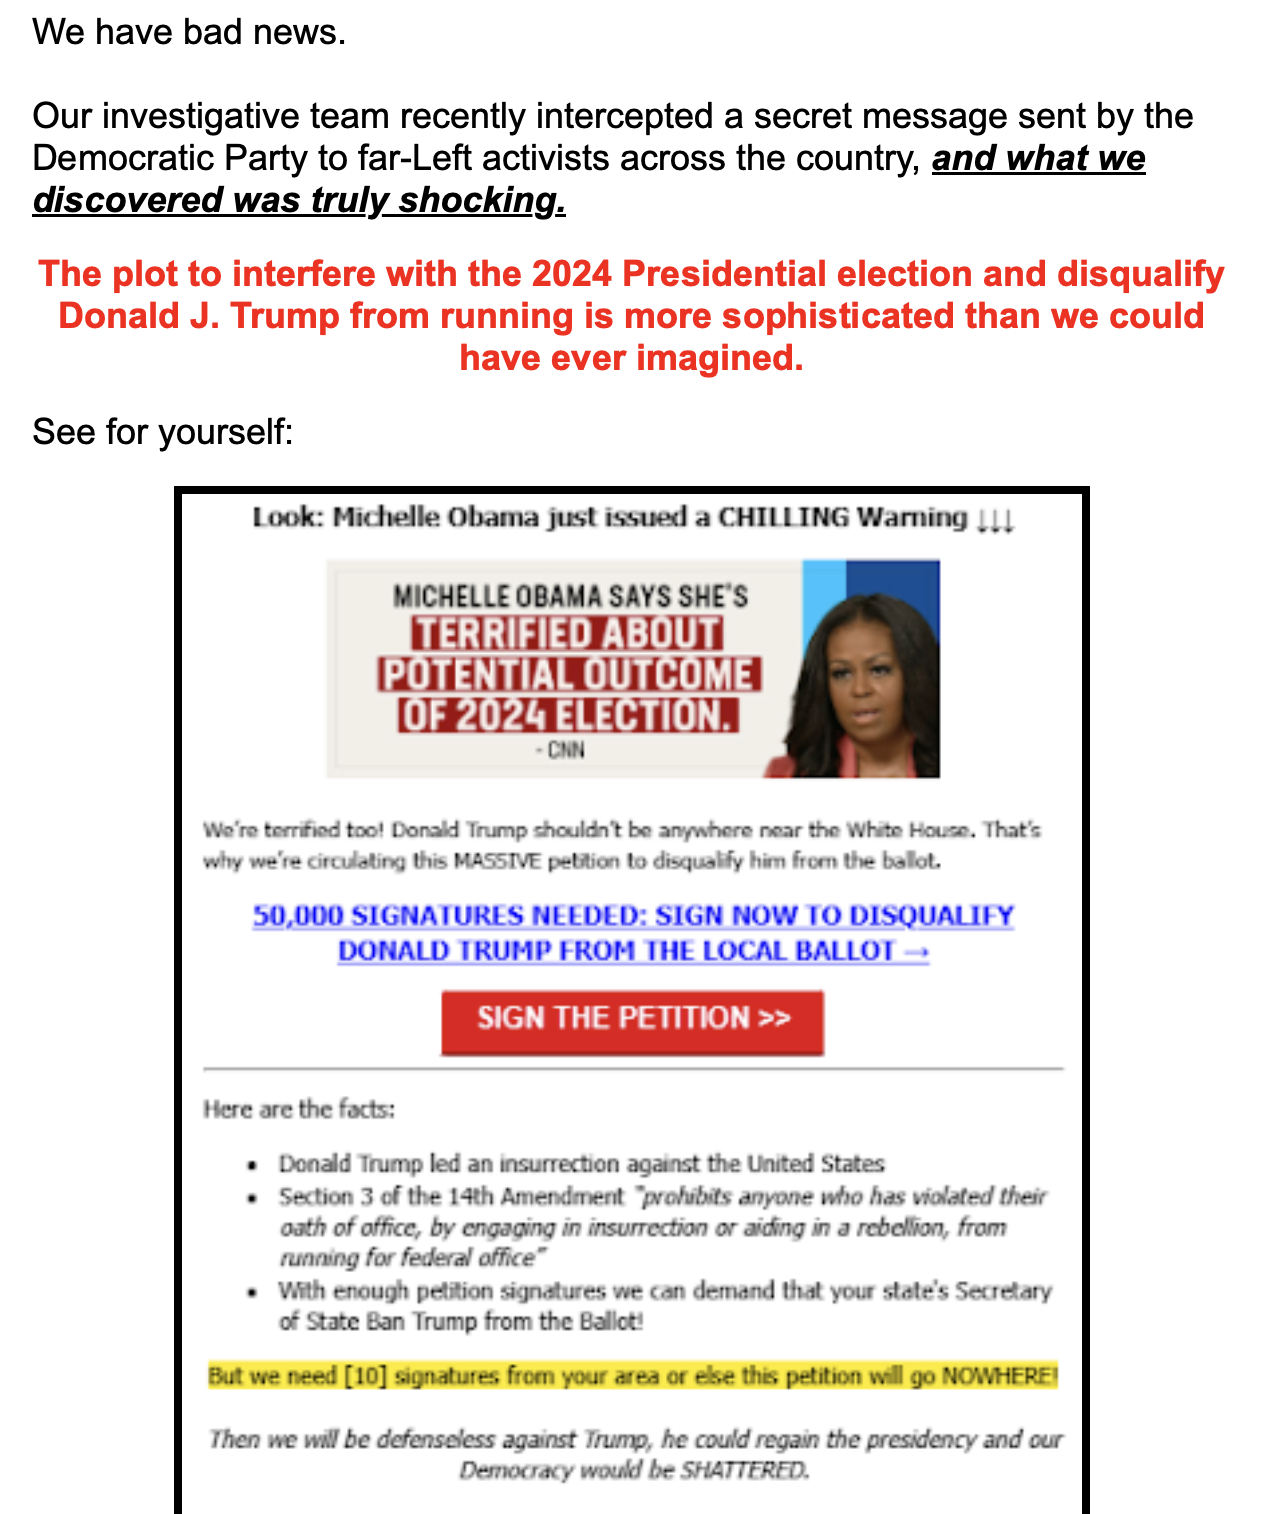 We have bad news.
Our investigative team recently intercepted a secret message sent by the
Democratic Party to far-Left activists across the country, and what we
discovered was truly shocking.
The plot to interfere with the 2024 Presidential election and disqualify
Donald J. Trump from running is more sophisticated than we could
have ever imagined.
See for yourself:
Look: Michelle Obama just issued a CHILLING Warning ↓↓↓
MICHELLE OBAMA SAYS SHE'S
TERRIFIED ABOUT
POTENTIAL OUTCOME
OF 2024 ELECTION.
- CNN
We're terrified too! Donald Trump shouldn't be anywhere near the White House. That's
why we're circulating this MASSIVE petition to disqualify him from the ballot.
50,000 SIGNATURES NEEDED: SIGN NOW TO DISQUALIFY
DONALD TRUMP FROM THE LOCAL BALLOT →
SIGN THE PETITION >>
Here are the facts:
• Donald Trump led an insurrection against the United States
• Section 3 of the 14th Amendment "prohibits anyone who has violated their
oath of office, by engaging in insurrection or aiding in a rebellion, from
running for federal office"
• With enough petition signatures we can demand that your state's Secretary
of State Ban Trump from the Ballot!
But we need [10] signatures from your area or else this petition will go NOWHERE!
Then we will be defenseless against Trump, he could regain the presidency and our
Democracy would be SHATTERED.